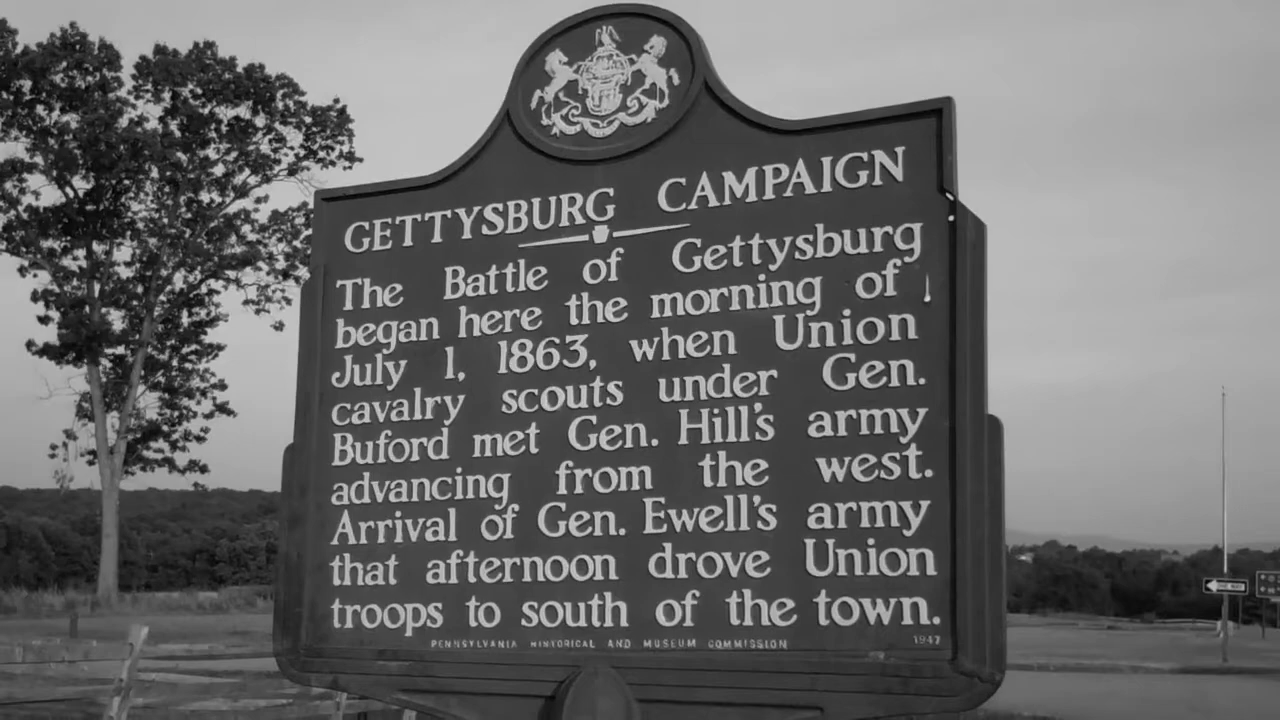 GETTYSBURG CAMPAIGN
The Battle of Gettysburg
began here the morning of
July 1, 1863, when Union
cavalry scouts under Gen.
Buford met Gen. Hill's army
advancing from the west.
Arrival of Gen. Ewell's army
that afternoon drove Union
troops to south of the town.
PENNSYLVANIA HISTORICAL AND MUSEUM COMMISSION 1947
ONE WAY